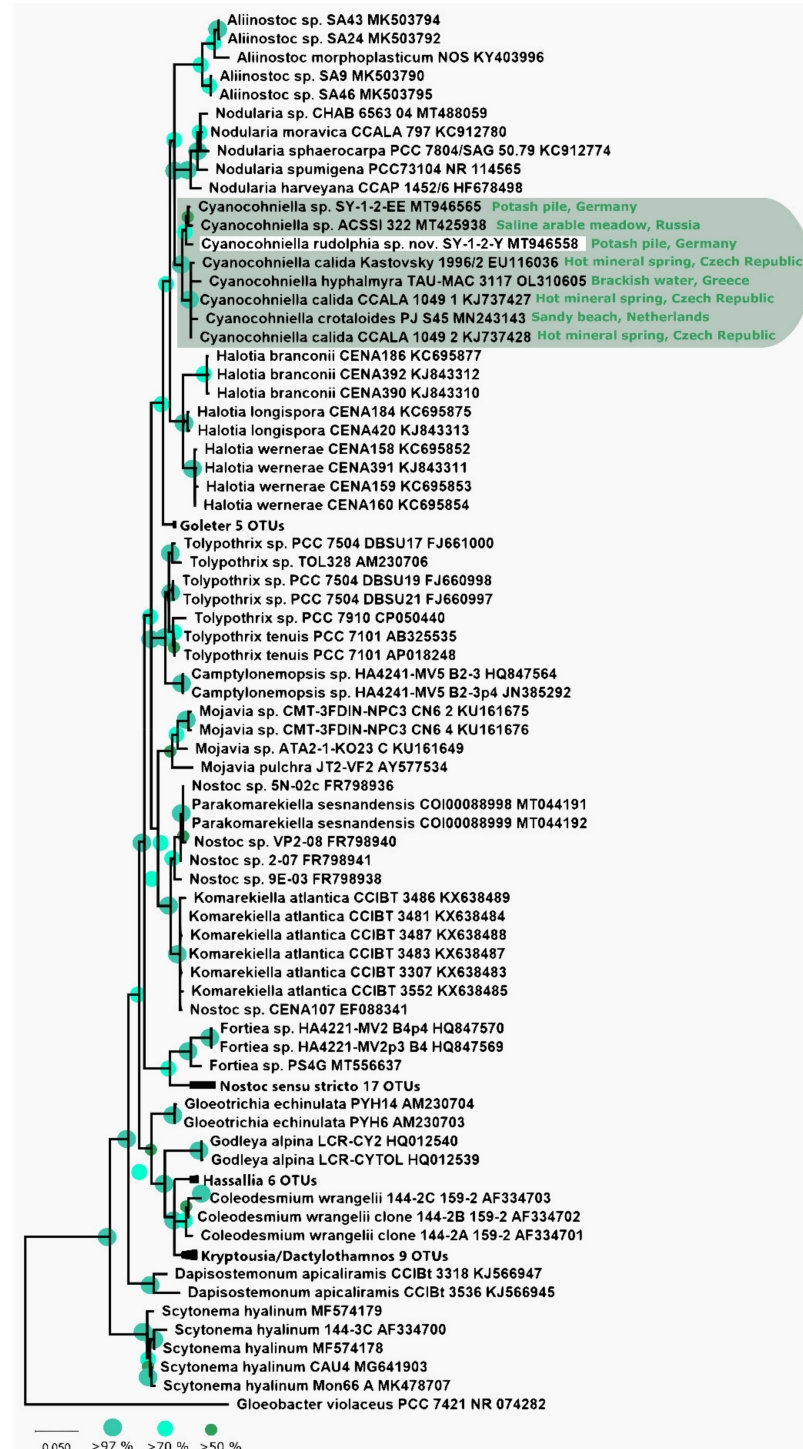 Aliinostoc sp. SA43 MK503794
Aliinostoc sp. SA24 MK503792
Aliinostoc morphoplasticum NOS KY403996
Aliinostoc sp. SA9 MK503790
Aliinostoc sp. SA46 MK503795
Nodularia sp. CHAB 6563 04 MT488059
Nodularia moravica CCALA 797 KC912780
Nodularia sphaerocarpa PCC 7804/SAG 50.79 KC912774
Nodularia spumigena PCC73104 NR 114565
Nodularia harveyana CCAP 1452/6 HF678498
Cyanocohniella sp. SY-1-2-EE MT946565 Potash pile, Germany
Cyanocohniella sp. ACSSI 322 MT425938 Saline arable meadow, Russia
Cyanocohniella rudolphia sp. nov. SY-1-2-Y MT946558 Potash pile, Germany
Cyanocohniella calida Kastovsky 1996/2 EU116036 Hot mineral spring, Czech Republic
Cyanocohniella hyphalmyra TAU-MAC 3117 OL310605 Brackish water, Greece
Cyanocohniella calida CCALA 1049 1 KJ737427 Hot mineral spring, Czech Republic
Cyanocohniella crotaloides PJ S45 MN243143 Sandy beach, Netherlands
Cyanocohniella calida CCALA 1049 2 KJ737428 Hot mineral spring, Czech Republic
Halotia branconii CENA186 KC695877
Halotia branconii CENA392 KJ843312
Halotia branconii CENA390 KJ843310
Halotia longispora CENA184 KC695875
Halotia longispora CENA420 KJ843313
Halotia wernerae CENA158 KC695852
Halotia wernerae CENA391 KJ843311
Halotia wernerae CENA159 KC695853
Halotia wernerae CENA160 KC695854
Goleter 5 OTUs
Tolypothrix sp. PCC 7504 DBSU17 FJ661000
Tolypothrix sp. TOL328 AM230706
Tolypothrix sp. PCC 7504 DBSU19 FJ660998
Tolypothrix sp. PCC 7504 DBSU21 FJ660997
Tolypothrix sp. PCC 7910 CP050440
Tolypothrix tenuis PCC 7101 AB325535
Tolypothrix tenuis PCC 7101 AP018248
Camptylonemopsis sp. HA4241-MV5 B2-3 HQ847564
Camptylonemopsis sp. HA4241-MV5 B2-3p4 JN385292
Mojavia sp. CMT-3FDIN-NPC3 CN6 2 KU161675
Mojavia sp. CMT-3FDIN-NPC3 CN6 4 KU161676
Mojavia sp. ATA2-1-KO23 C KU161649
Mojavia pulchra JT2-VF2 AY577534
Nostoc sp. 5N-02c FR798936
Parakomarekiella sesnandensis COI00088998 MT044191
Parakomarekiella sesnandensis COI00088999 MT044192
Nostoc sp. VP2-08 FR798940
Nostoc sp. 2-07 FR798941
Nostoc sp. 9E-03 FR798938
Komarekiella atlantica CCIBT 3486 KX638489
Komarekiella atlantica CCIBT 3481 KX638484
Komarekiella atlantica CCIBT 3487 KX638488
Komarekiella atlantica CCIBT 3483 KX638487
Komarekiella atlantica CCIBT 3307 KX638483
Komarekiella atlantica CCIBT 3552 KX638485
Nostoc sp. CENA107 EF088341
Fortiea sp. HA4221-MV2 B4p4 HQ847570
Fortiea sp. HA4221-MV2p3 B4 HQ847569
Fortiea sp. PS4G MT556637
Nostoc sensu stricto 17 OTUs
Gloeotrichia echinulata PYH14 AM230704
Gloeotrichia echinulata PYH6 AM230703
Godleya alpina LCR-CY2 HQ012540
Godleya alpina LCR-CYTOL HQ012539
Hassallia 6 OTUs
Coleodesmium wrangelii 144-2C 159-2 AF334703
Coleodesmium wrangelii clone 144-2B 159-2 AF334702
Coleodesmium wrangelii clone 144-2A 159-2 AF334701
Kryptousia/Dactylothamnos 9 OTUs
Dapisostemonum apicaliramis CCIBt 3318 KJ566947
Dapisostemonum apicaliramis CCIBt 3536 KJ566945
Scytonema hyalinum MF574179
Scytonema hyalinum 144-3C AF334700
Scytonema hyalinum MF574178
Scytonema hyalinum CAU4 MG641903
Scytonema hyalinum Mon66 A MK478707
Gloeobacter violaceus PCC 7421 NR 074282
0.050 >97 % >70 % >50 %